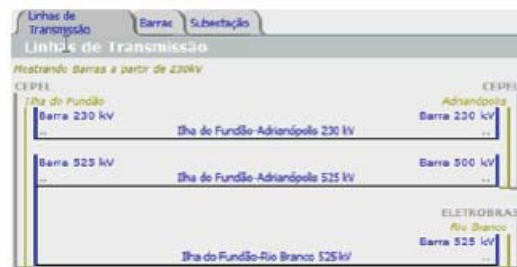 Linhas de
Transmissão
Barras
Subestação
Linhas de Transmissão
Mostrando Barras a partir de 230kV
CEPEL
CEPEL
Ilha do Fundão
Adrianópolis
Barra 230 kV
Barra 230 kV
..
Ilha do Fundão-Adrianópolis 230 kV
..
Barra 525 kV
Barra 500 kV
..
Ilha do Fundão-Adrianópolis 525 kV
..
ELETROBRAS
Rio Branco
Barra 525 kV
Ilha do Fundão-Rio Branco 525 kV
..